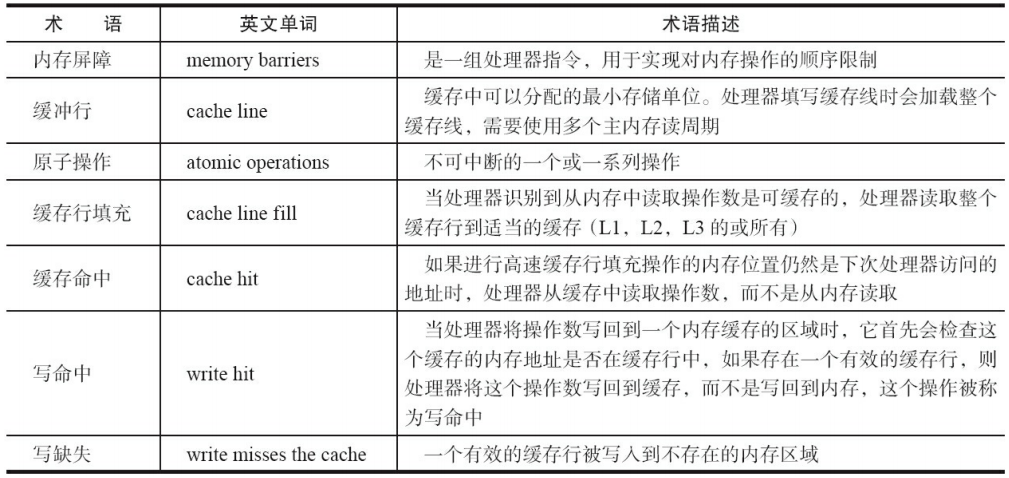 术 语 英文单词 术语描述
内存屏障 memory barriers 是一组处理器指令，用于实现对内存操作的顺序限制
缓冲行 cache line 缓存中可以分配的最小存储单位。处理器填写缓存线时会加载整个
缓存线，需要使用多个主内存读周期
原子操作 atomic operations 不可中断的一个或一系列操作
缓存行填充 cache line fill 当处理器识别到从内存中读取操作数是可缓存的，处理器读取整个
缓存行到适当的缓存（L1，L2，L3 的或所有）
缓存命中 cache hit 如果进行高速缓存行填充操作的内存位置仍然是下次处理器访问的
地址时，处理器从缓存中读取操作数，而不是从内存读取
写命中 write hit 当处理器将操作数写回到一个内存缓存的区域时，它首先会检查这
个缓存的内存地址是否在缓存行中，如果存在一个有效的缓存行，则
处理器将这个操作数写回到缓存，而不是写回到内存，这个操作被称
为写命中
写缺失 write misses the cache 一个有效的缓存行被写入到不存在的内存区域